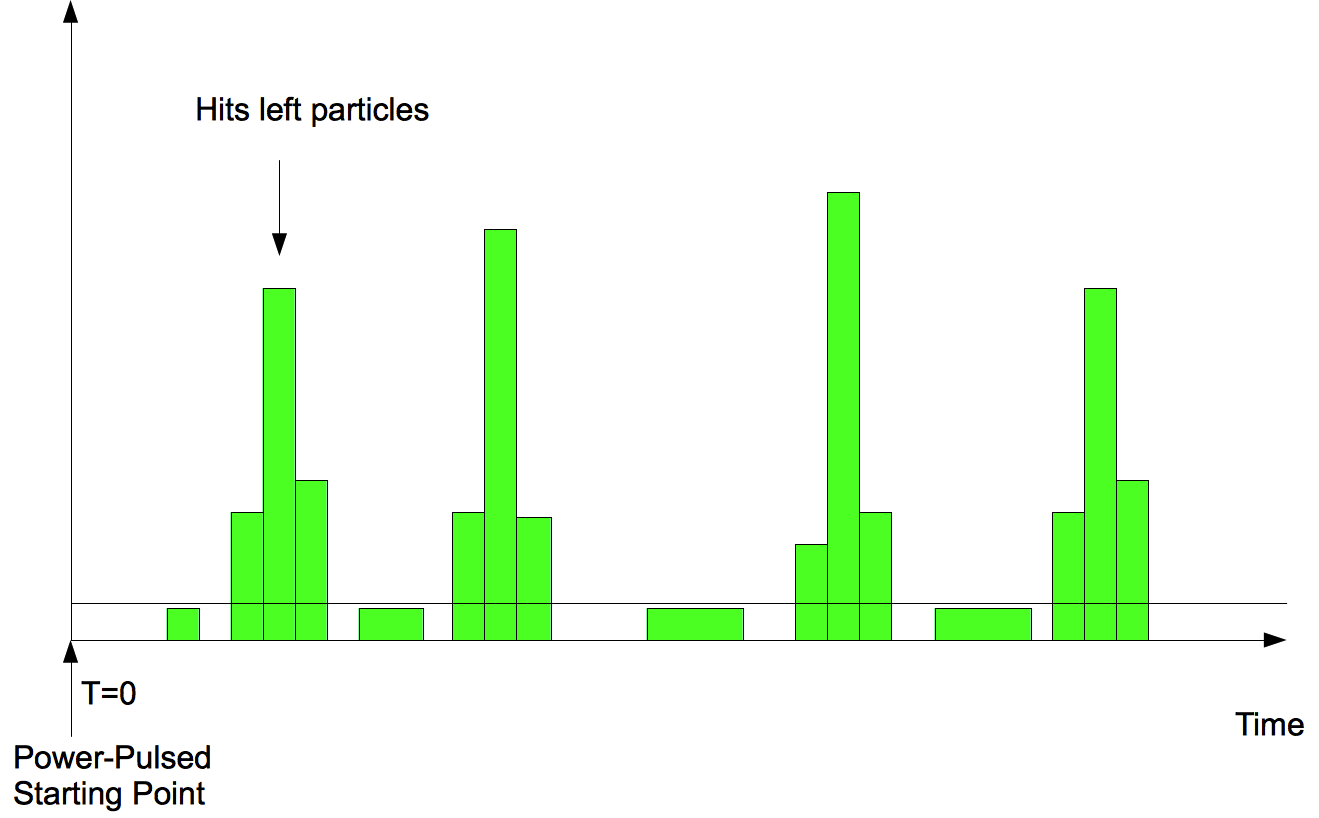 Hits left particles
T=0
Time
Power-Pulsed
Starting Point